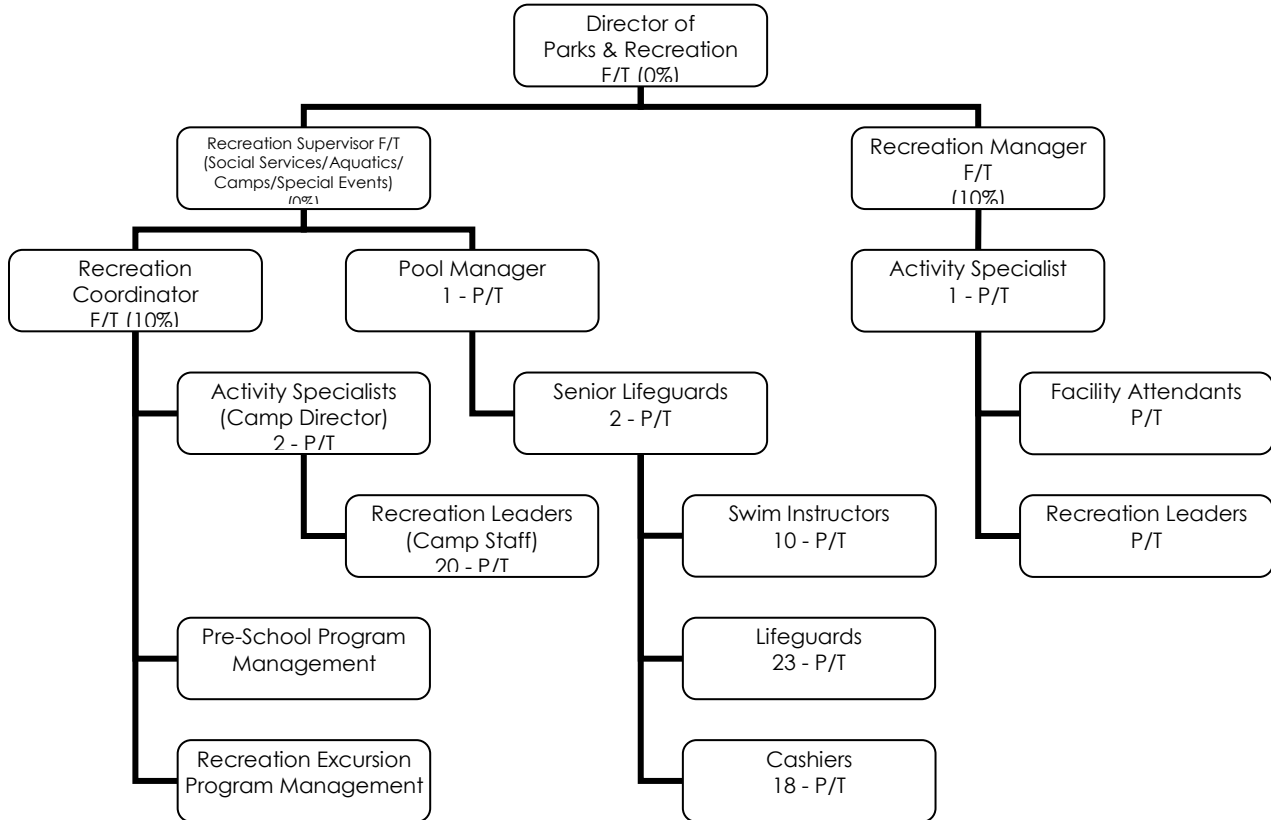 Director of
Parks & Recreation
F/T (0%)
Recreation Supervisor F/T
(Social Services/Aquatics/
Camps/Special Events)
(0%)
Recreation Manager
F/T
(10%)
Recreation
Coordinator
F/T (10%)
Pool Manager
1 - P/T
Activity Specialist
1 - P/T
Activity Specialists
(Camp Director)
2 - P/T
Senior Lifeguards
2 - P/T
Facility Attendants
P/T
Recreation Leaders
(Camp Staff)
20 - P/T
Swim Instructors
10 - P/T
Recreation Leaders
P/T
Pre-School Program
Management
Lifeguards
23 - P/T
Recreation Excursion
Program Management
Cashiers
18 - P/T